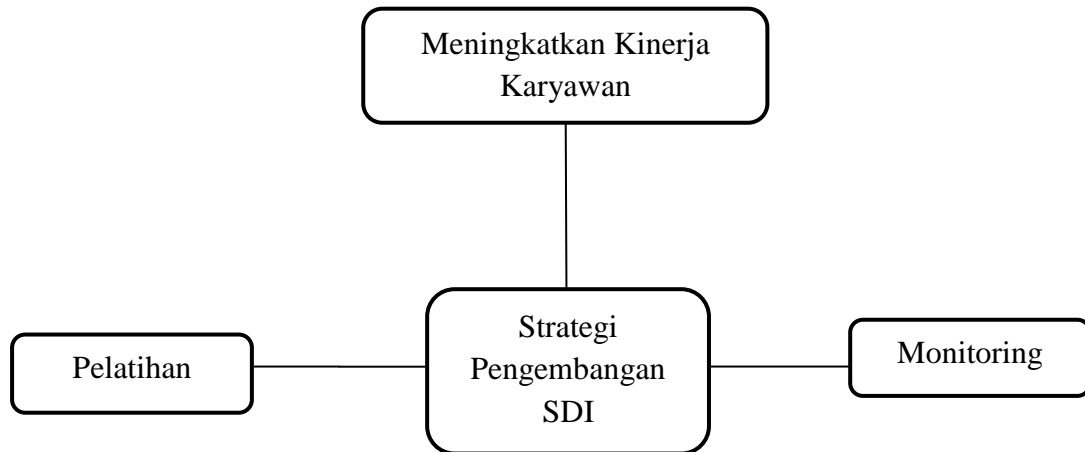 Meningkatkan Kinerja
Karyawan
Strategi
Pengembangan
SDI
Pelatihan
Monitoring